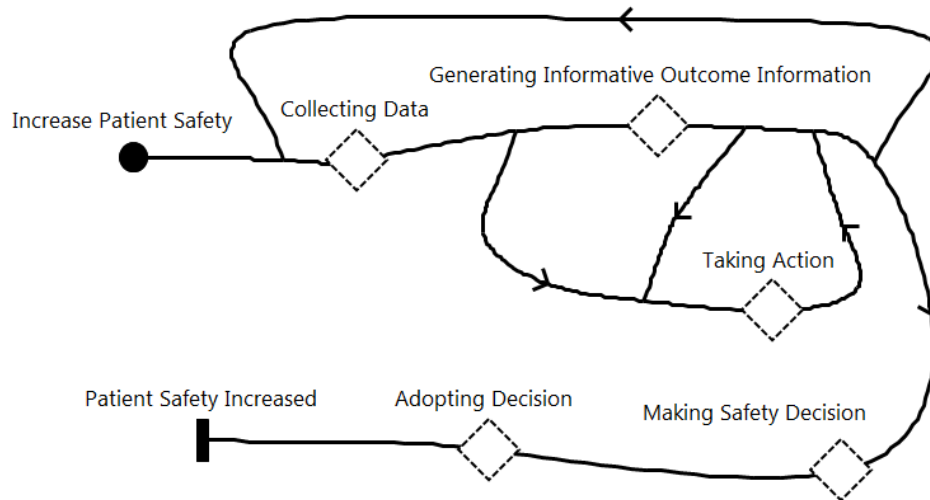 Generating Informative Outcome Information
Collecting Data
Increase Patient Safety
Taking Action
Patient Safety Increased
Adopting Decision
Making Safety Decision